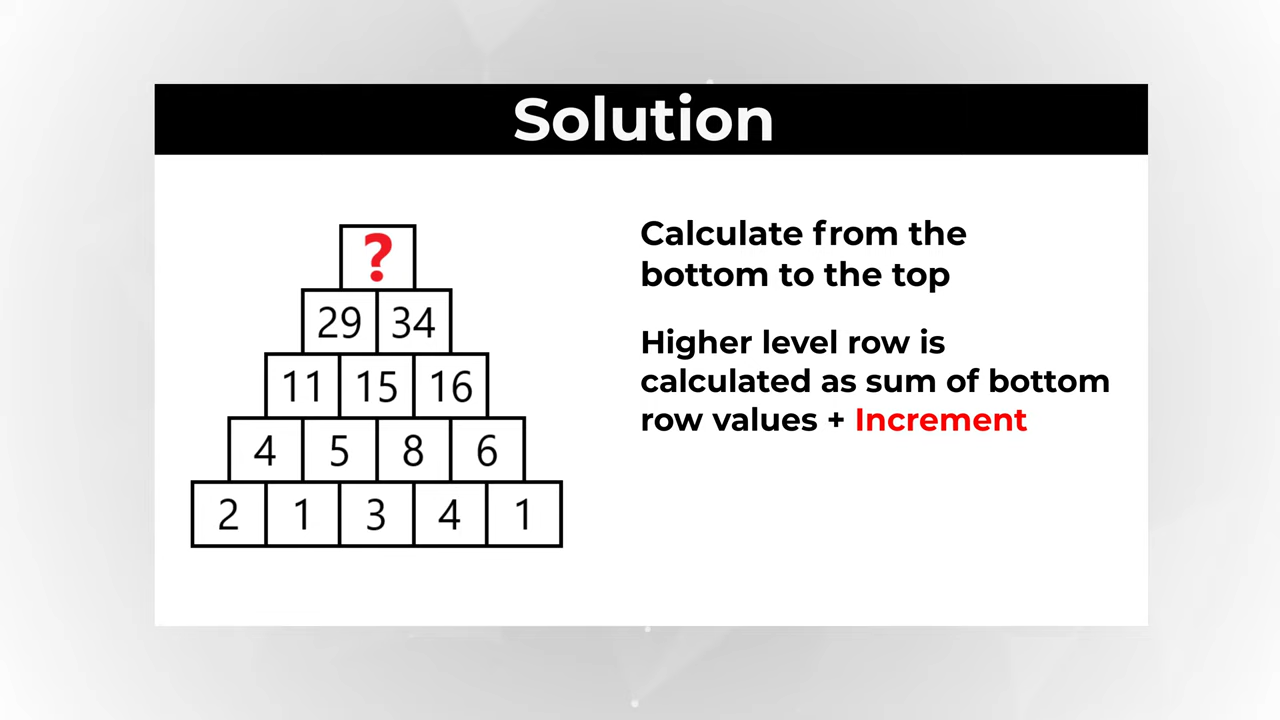 Solution
?
29 34
11 15 16
4 5 8 6
2 1 3 4 1
Calculate from the
bottom to the top
Higher level row is
calculated as sum of bottom
row values + Increment